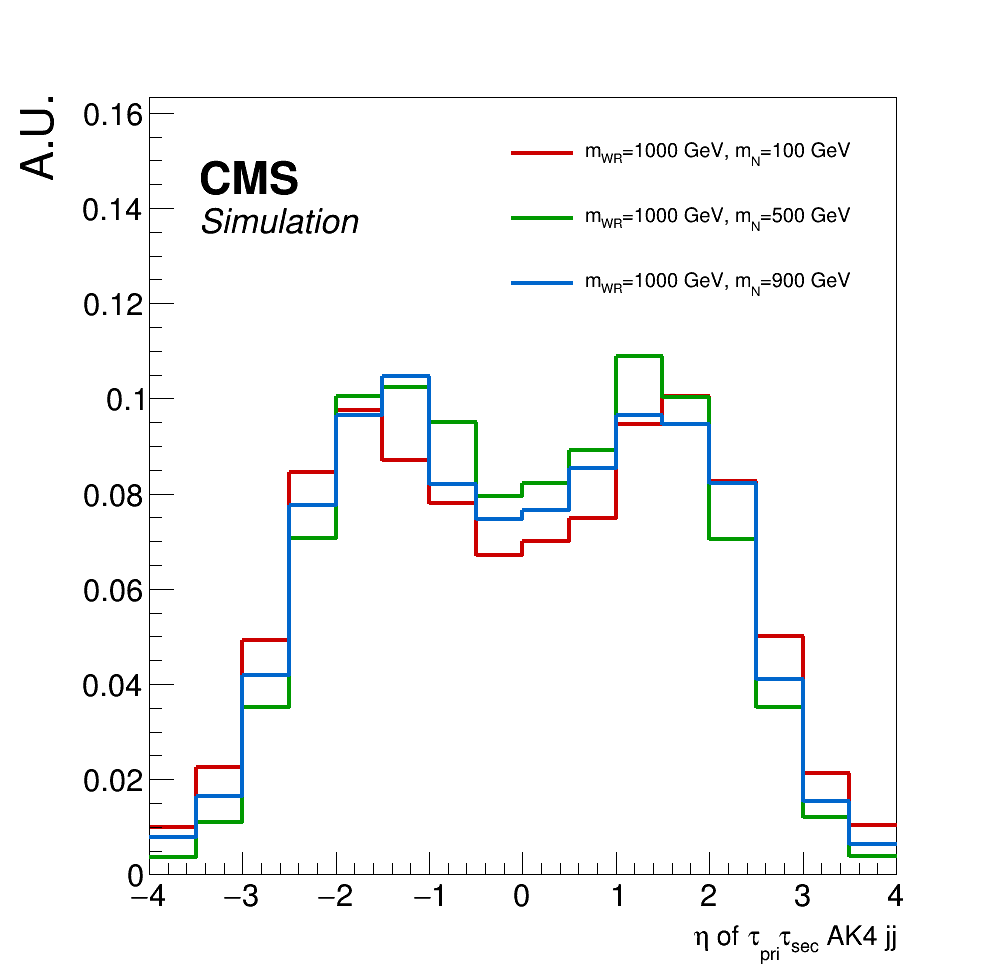 A.U.
0.16
0.14
0.12
0.1
0.08
0.06
0.04
0.02
0
CMS
Simulation
m_WR=1000 GeV, m_N=100 GeV
m_WR=1000 GeV, m_N=500 GeV
m_WR=1000 GeV, m_N=900 GeV
−4 −3 −2 −1 0 1 2 3 4
η of τ_pri τ_sec AK4 jj